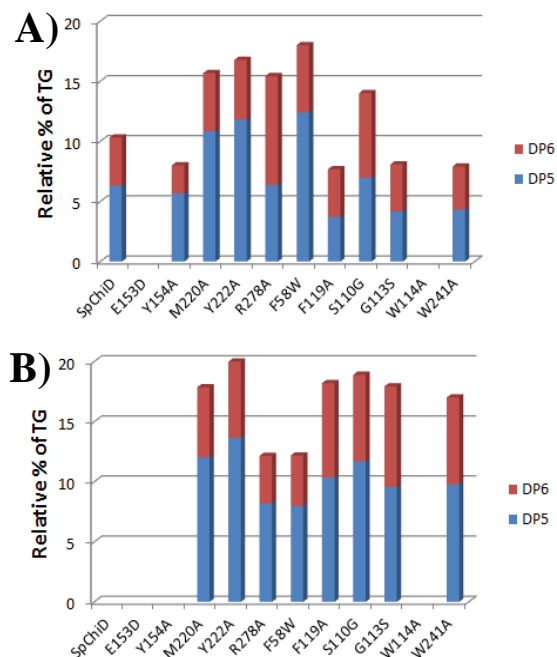 A)
Relative % of TG
20
15
10
5
0
SpChiD
E153D
Y154A
M220A
Y222A
R278A
F58W
F119A
S110G
G113S
W114A
W241A
DP6
DP5
B)
Relative % of TG
20
15
10
5
0
SpChiD
E153D
Y154A
M220A
Y222A
R278A
F58W
F119A
S110G
G113S
W114A
W241A
DP6
DP5